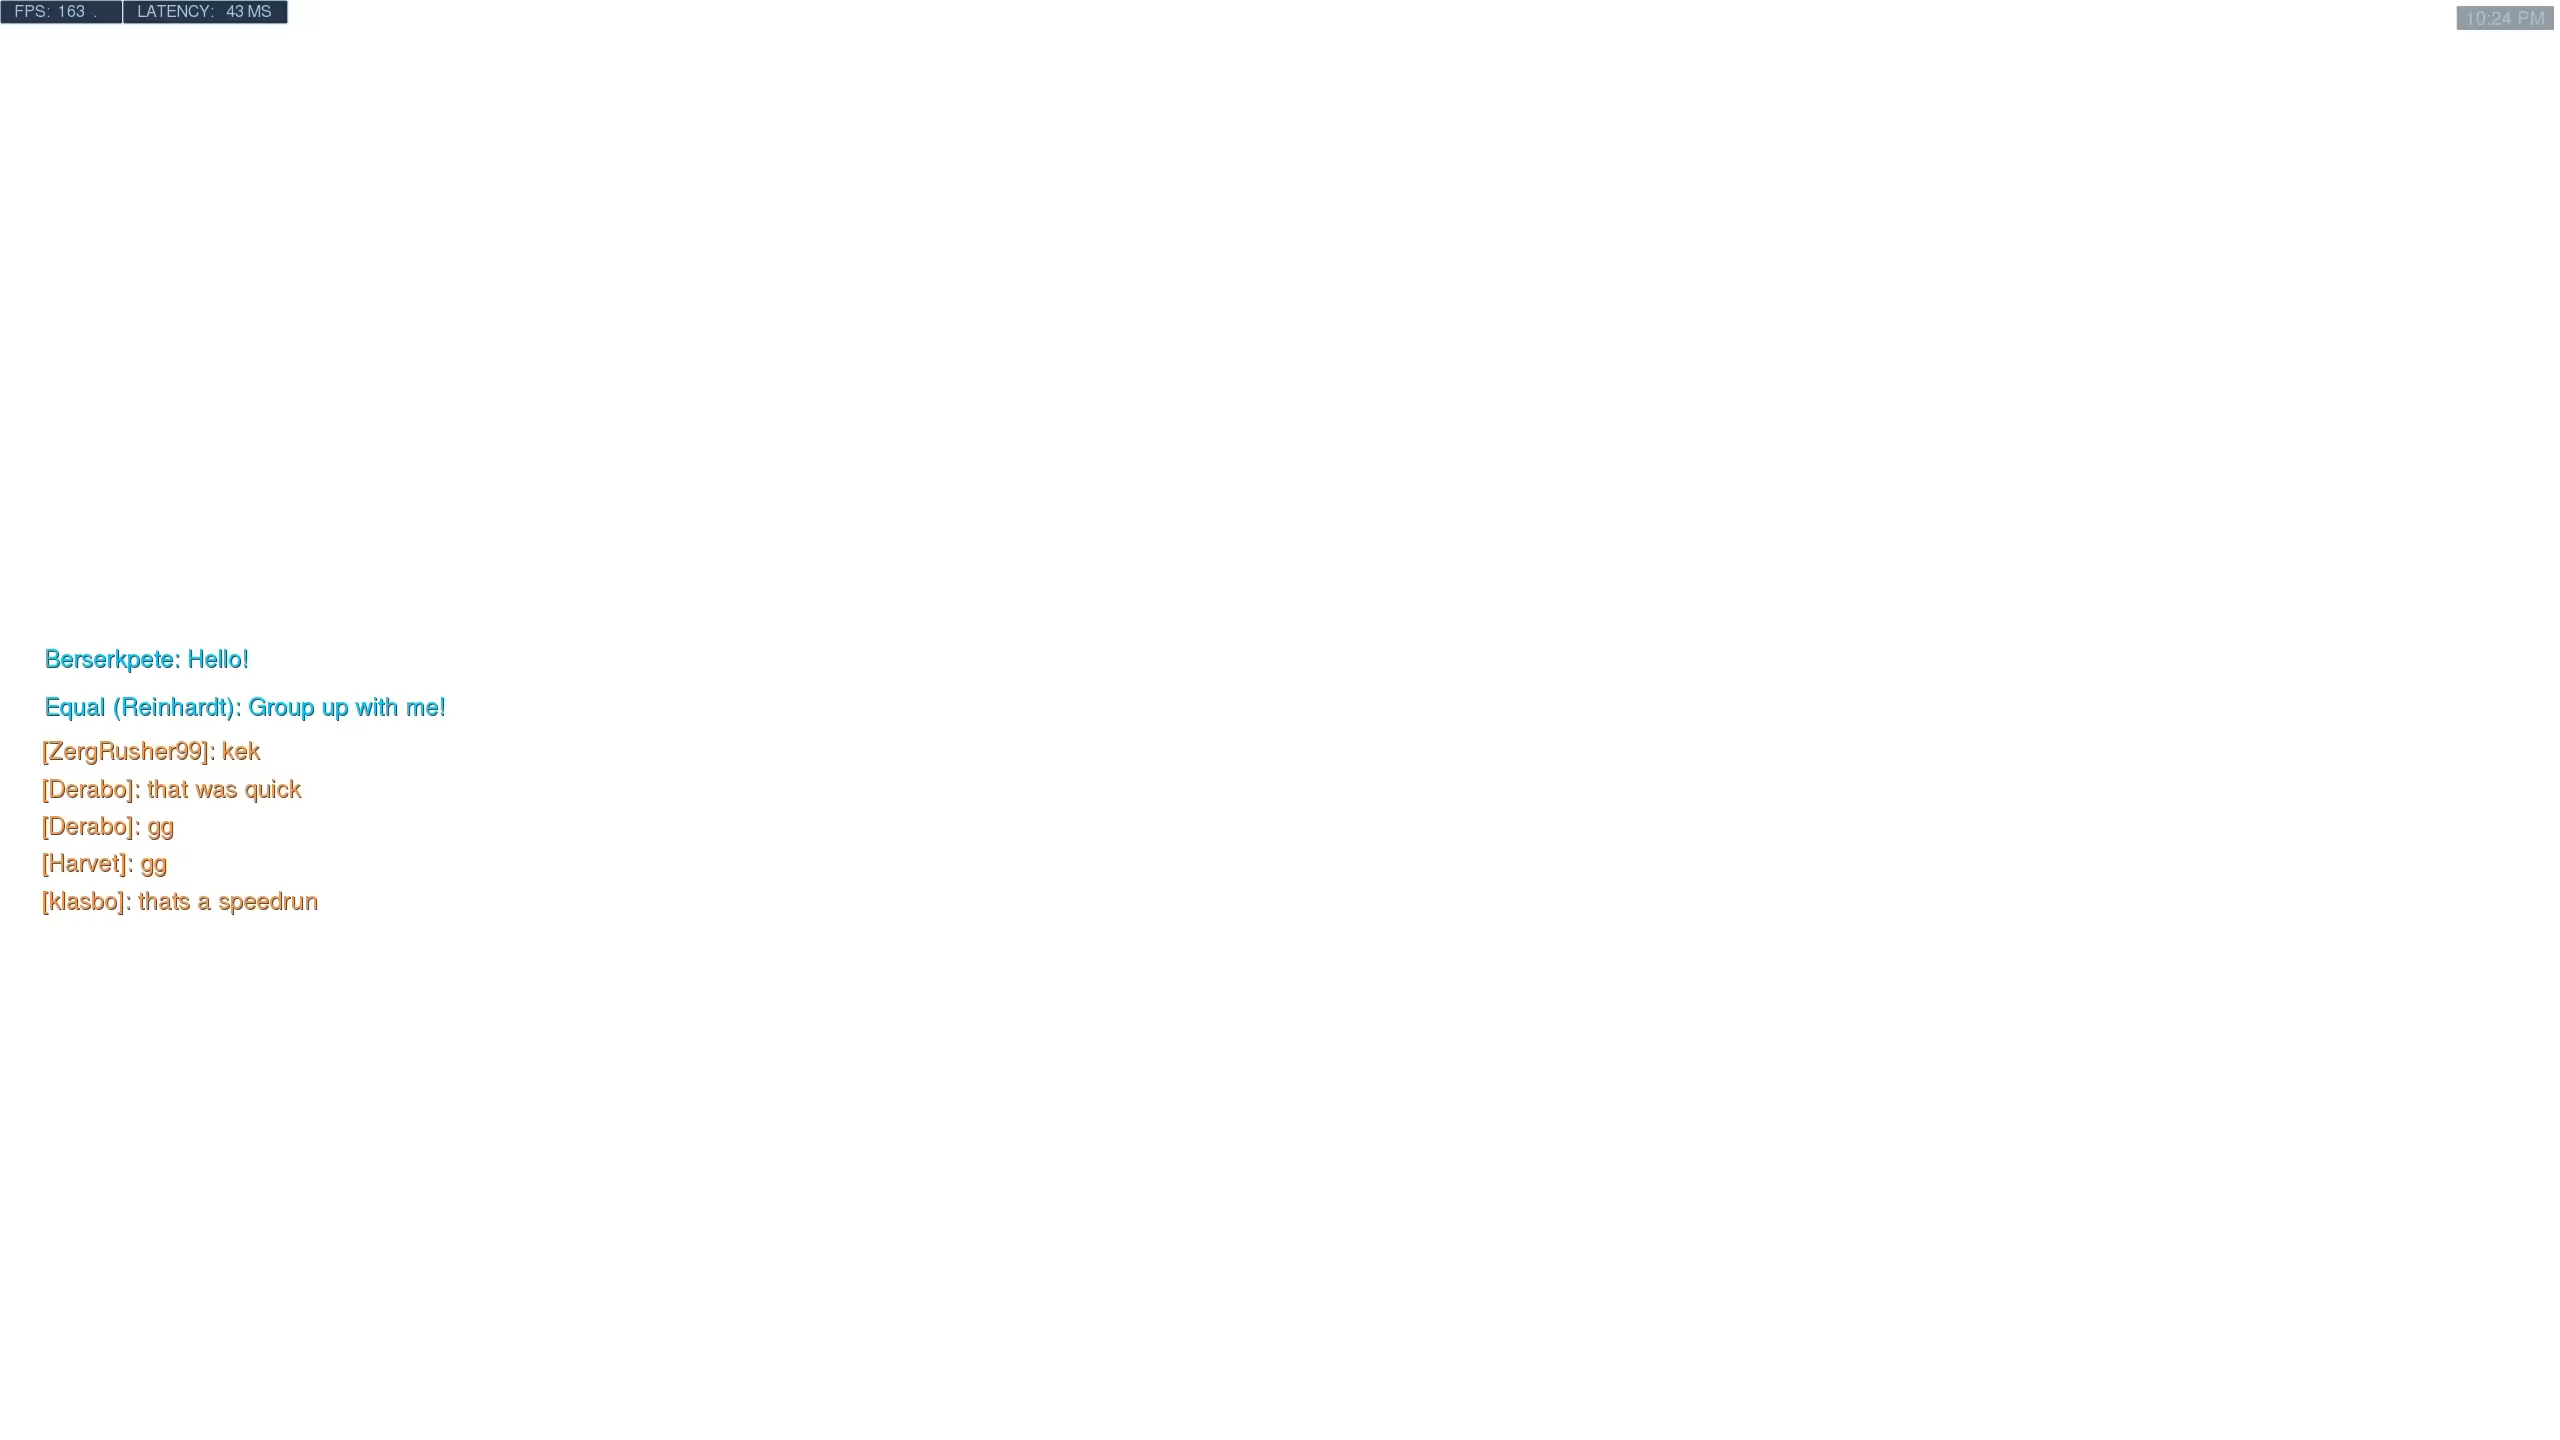 FPS: 163 . LATENCY: 43 MS
10:24 PM
Berserkpete: Hello!
Equal (Reinhardt): Group up with me!
[ZergRusher99]: kek
[Derabo]: that was quick
[Derabo]: gg
[Harvet]: gg
[klasbo]: thats a speedrun